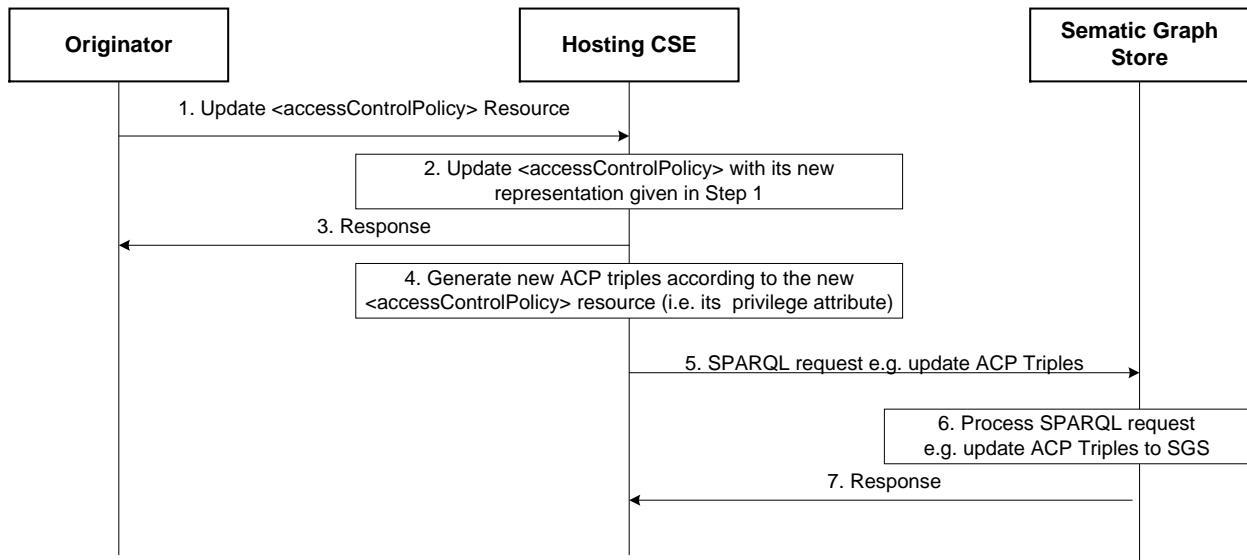 Originator
Hosting CSE
Sematic Graph
Store
1. Update <accessControlPolicy> Resource
2. Update <accessControlPolicy> with its new
representation given in Step 1
3. Response
4. Generate new ACP triples according to the new
<accessControlPolicy> resource (i.e. its privilege attribute)
5. SPARQL request e.g. update ACP Triples
6. Process SPARQL request
e.g. update ACP Triples to SGS
7. Response